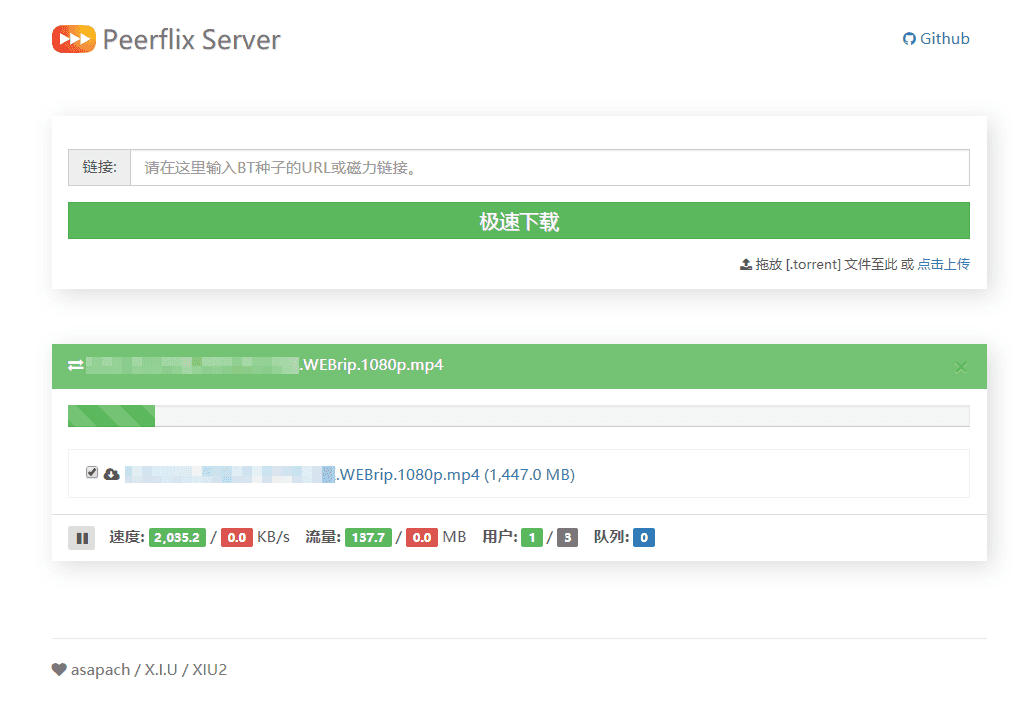 Peerflix Server
Github
链接: 请在这里输入BT种子的URL或磁力链接。
极速下载
拖放 [.torrent] 文件至此 或 点击上传
.WEBrip.1080p.mp4
.WEBrip.1080p.mp4 (1,447.0 MB)
速度: 2,035.2 / 0.0 KB/s 流量: 137.7 / 0.0 MB 用户: 1 / 3 队列: 0
asapach / X.I.U / XIU2